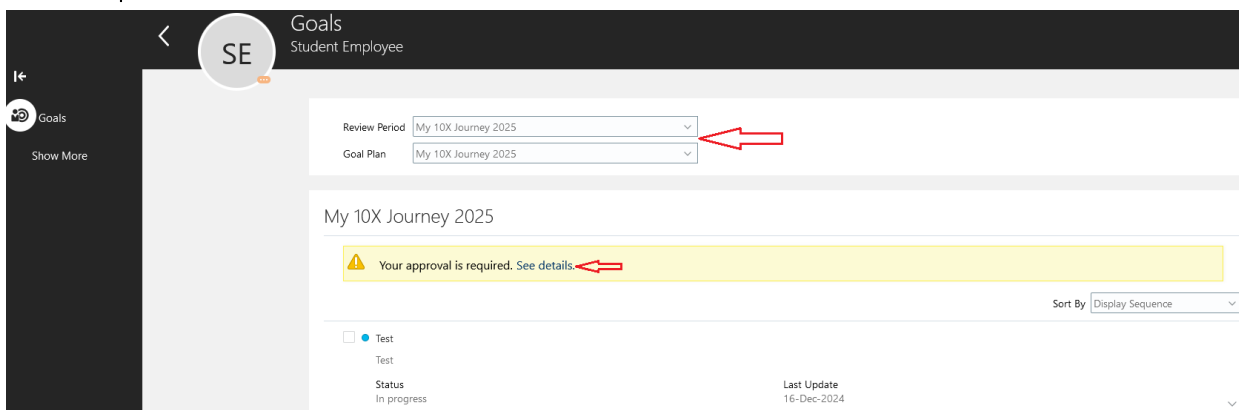 Goals
SE
Student Employee
Goals
Show More
Review Period My 10X Journey 2025
Goal Plan My 10X Journey 2025
My 10X Journey 2025
Your approval is required. See details.
Sort By Display Sequence
Test
Test
Status
In progress
Last Update
16-Dec-2024